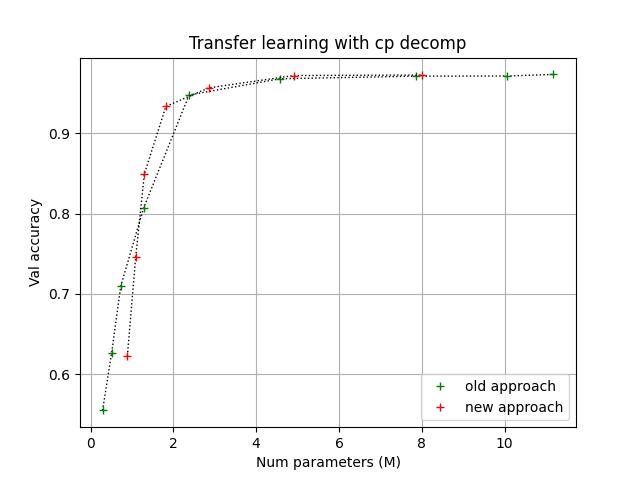 Transfer learning with cp decomp
Val accuracy
0.9
0.8
0.7
0.6
old approach
new approach
0 2 4 6 8 10
Num parameters (M)